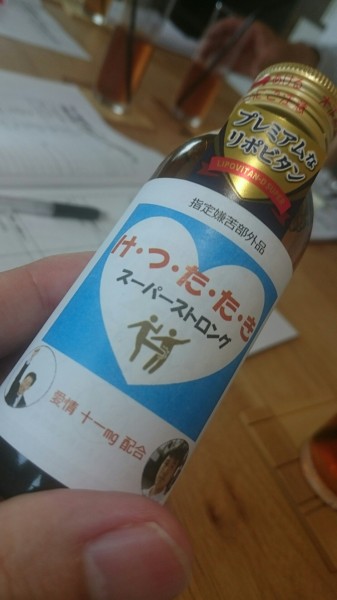 プレミアムな
リポビタン
LIPOVITAN-D SUPER
指定嫌苦部外品
け・つ・た・た・き
スーパーストロング
愛情 十一mg 配合